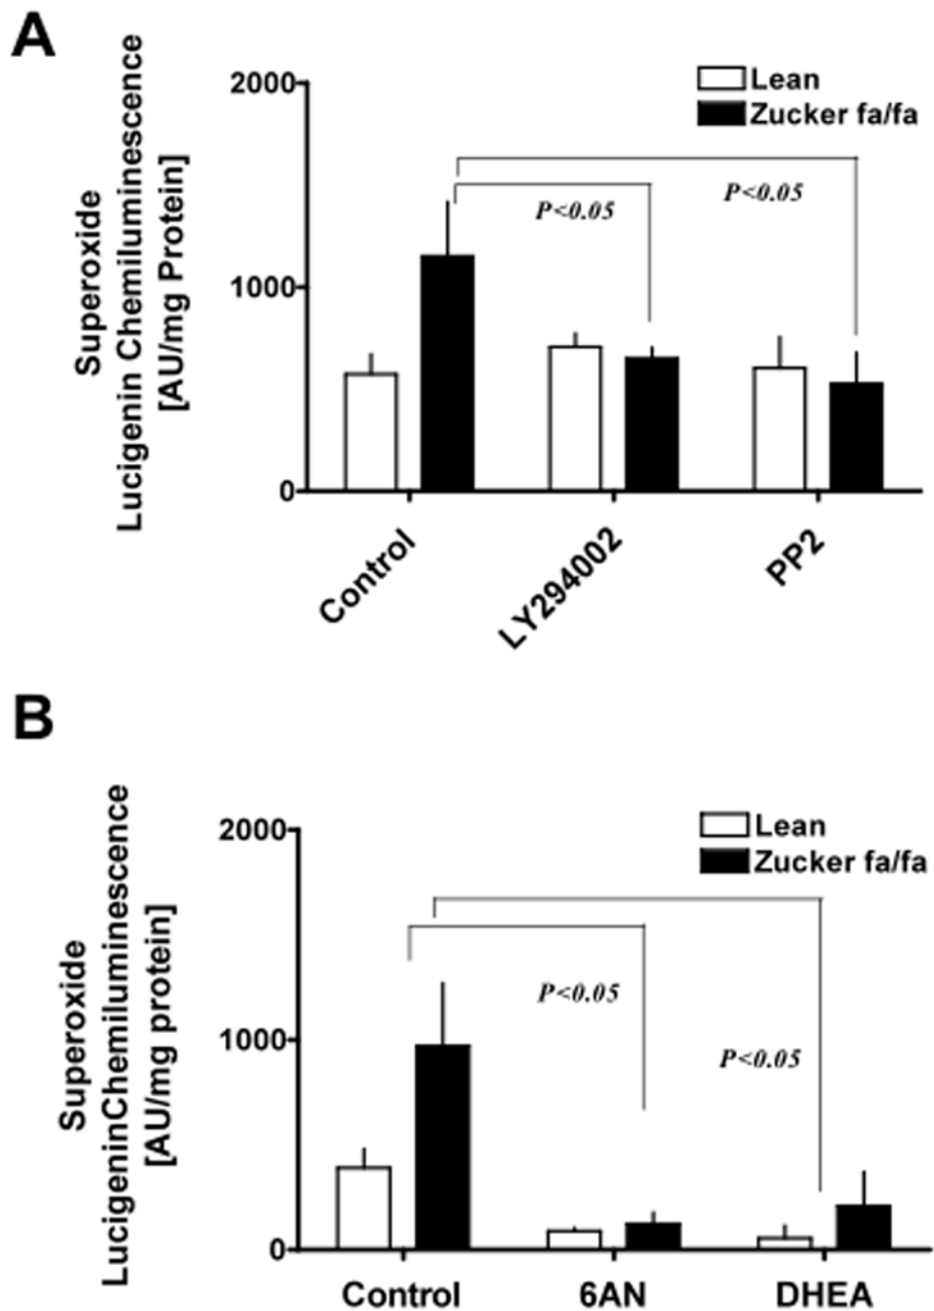 A
Superoxide
Lucigenin Chemiluminescence
[AU/mg Protein]
2000
1000
0
Lean
Zucker fa/fa
P<0.05
P<0.05
Control
LY294002
PP2
B
Superoxide
LucigeninChemiluminescence
[AU/mg protein]
2000
1000
0
Lean
Zucker fa/fa
P<0.05
P<0.05
Control
6AN
DHEA